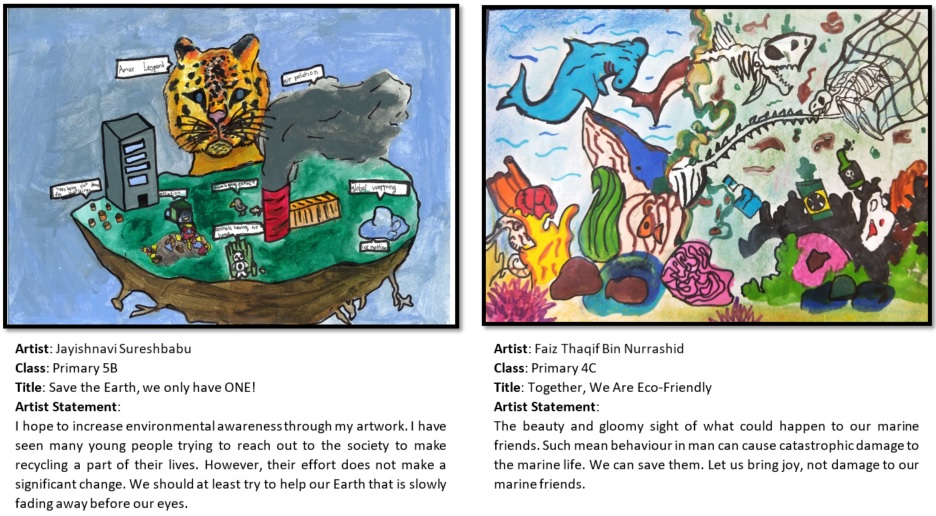 Amur Leopard
air polution
global warming
Artist: Jayishnavi Sureshbabu
Class: Primary 5B
Title: Save the Earth, we only have ONE!
Artist Statement:
I hope to increase environmental awareness through my artwork. I have
seen many young people trying to reach out to the society to make
recycling a part of their lives. However, their effort does not make a
significant change. We should at least try to help our Earth that is slowly
fading away before our eyes.
Artist: Faiz Thaqif Bin Nurrashid
Class: Primary 4C
Title: Together, We Are Eco-Friendly
Artist Statement:
The beauty and gloomy sight of what could happen to our marine
friends. Such mean behaviour in man can cause catastrophic damage to
the marine life. We can save them. Let us bring joy, not damage to our
marine friends.